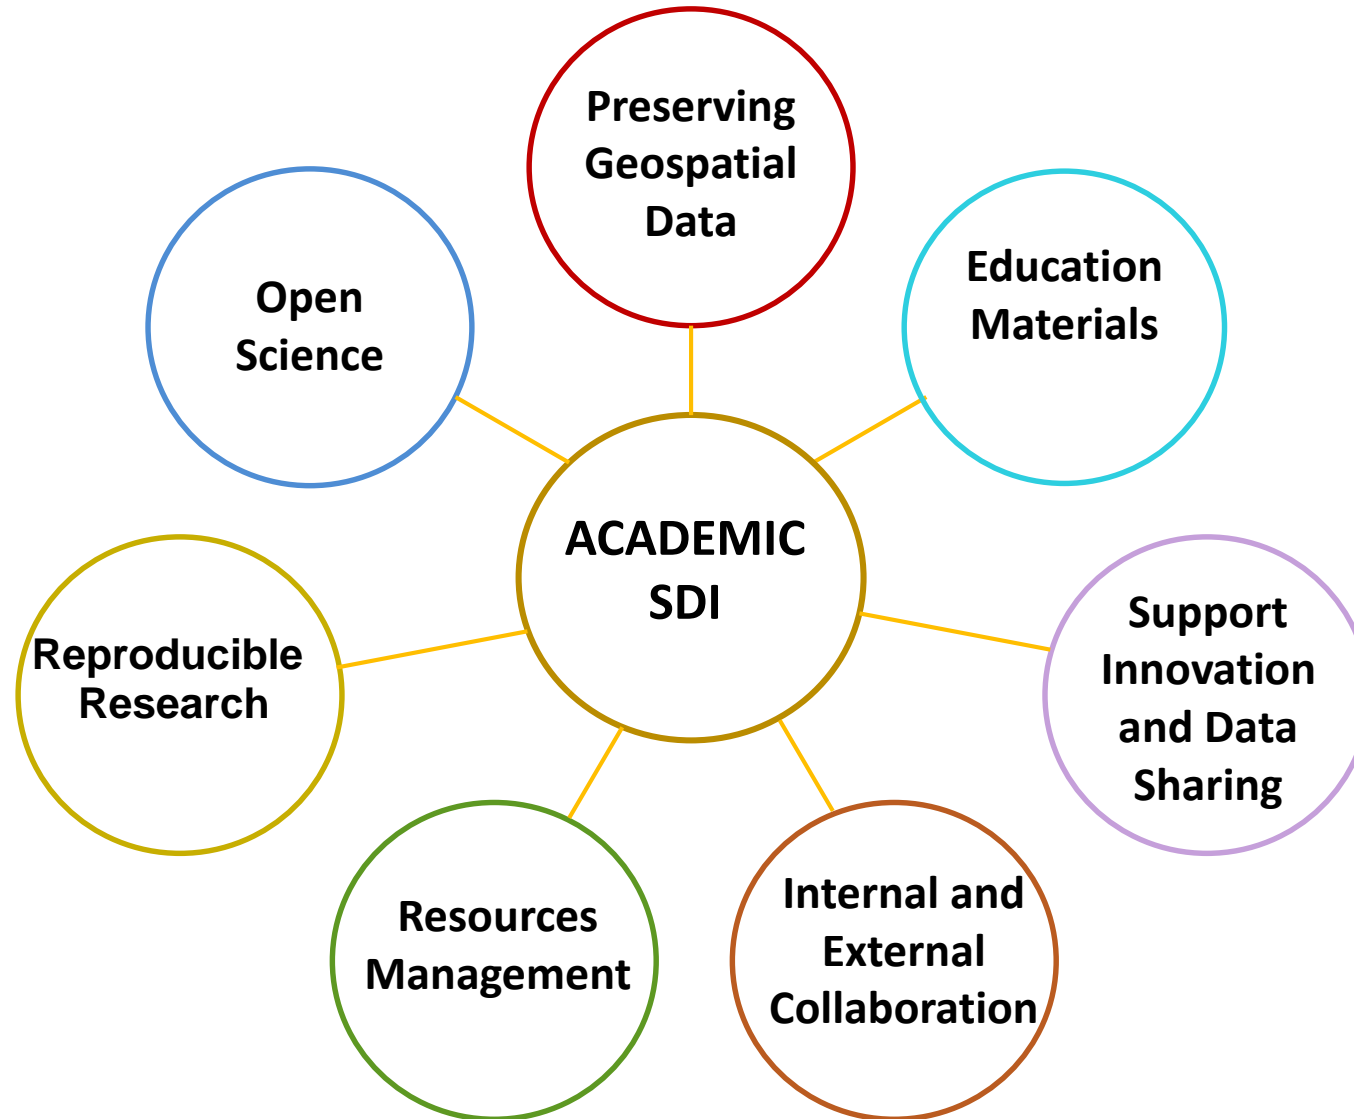 Preserving
Geospatial
Data
Education
Materials
Open
Science
ACADEMIC
SDI
Support
Innovation
and Data
Sharing
Reproducible
Research
Internal and
External
Collaboration
Resources
Management